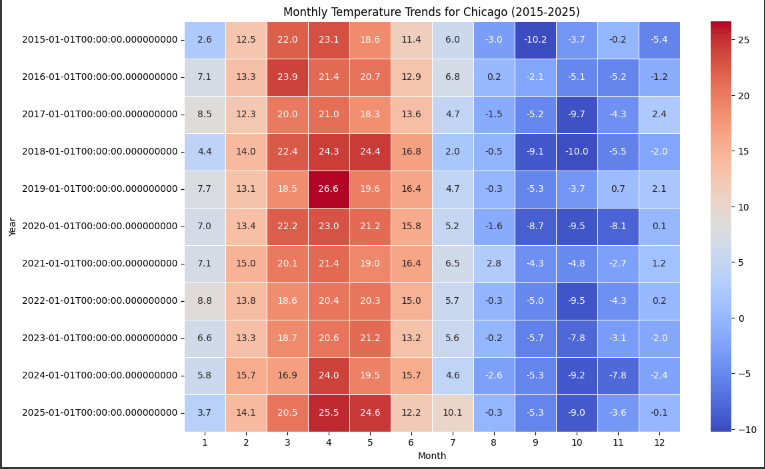 Monthly Temperature Trends for Chicago (2015-2025)
2015-01-01T00:00:00.000000000 2.6 12.5 22.0 23.1 18.6 11.4 6.0 -3.0 -10.2 -3.7 -0.2 -5.4
2016-01-01T00:00:00.000000000 7.1 13.3 23.9 21.4 20.7 12.9 6.8 0.2 -2.1 -5.1 -5.2 -1.2
2017-01-01T00:00:00.000000000 8.5 12.3 20.0 21.0 18.3 13.6 4.7 -1.5 -5.2 -9.7 -4.3 2.4
2018-01-01T00:00:00.000000000 4.4 14.0 22.4 24.3 24.4 16.8 2.0 -0.5 -9.1 -10.0 -5.5 -2.0
2019-01-01T00:00:00.000000000 7.7 13.1 18.5 26.6 19.6 16.4 4.7 -0.3 -5.3 -3.7 0.7 2.1
2020-01-01T00:00:00.000000000 7.0 13.4 22.2 23.0 21.2 15.8 5.2 -1.6 -8.7 -9.5 -8.1 0.1
2021-01-01T00:00:00.000000000 7.1 15.0 20.1 21.4 19.0 16.4 6.5 2.8 -4.3 -4.8 -2.7 1.2
2022-01-01T00:00:00.000000000 8.8 13.8 18.6 20.4 20.3 15.0 5.7 -0.3 -5.0 -9.5 -4.3 0.2
2023-01-01T00:00:00.000000000 6.6 13.3 18.7 20.6 21.2 13.2 5.6 -0.2 -5.7 -7.8 -3.1 -2.0
2024-01-01T00:00:00.000000000 5.8 15.7 16.9 24.0 19.5 15.7 4.6 -2.6 -5.3 -9.2 -7.8 -2.4
2025-01-01T00:00:00.000000000 3.7 14.1 20.5 25.5 24.6 12.2 10.1 -0.3 -5.3 -9.0 -3.6 -0.1
1 2 3 4 5 6 7 8 9 10 11 12
Month
Year
25
20
15
10
5
0
−5
−10